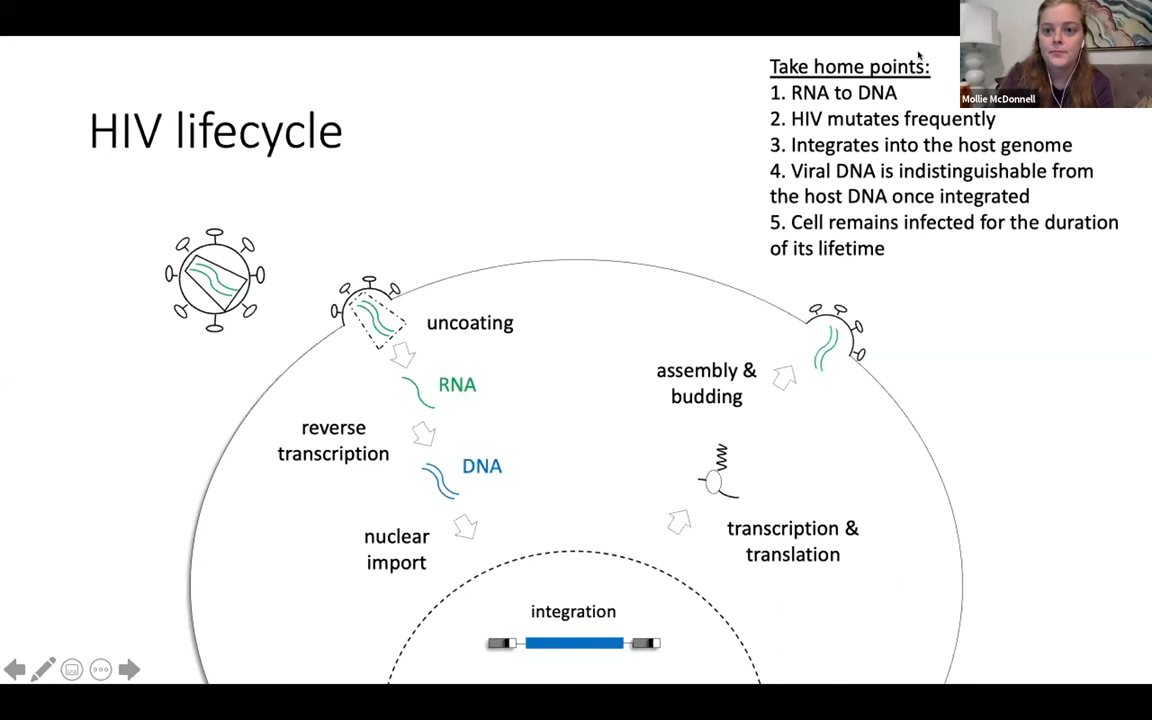 HIV lifecycle
Take home points:
1. RNA to DNA
2. HIV mutates frequently
3. Integrates into the host genome
4. Viral DNA is indistinguishable from
the host DNA once integrated
5. Cell remains infected for the duration
of its lifetime
Mollie McDonnell
uncoating
RNA
reverse
transcription
DNA
nuclear
import
integration
transcription &
translation
assembly &
budding